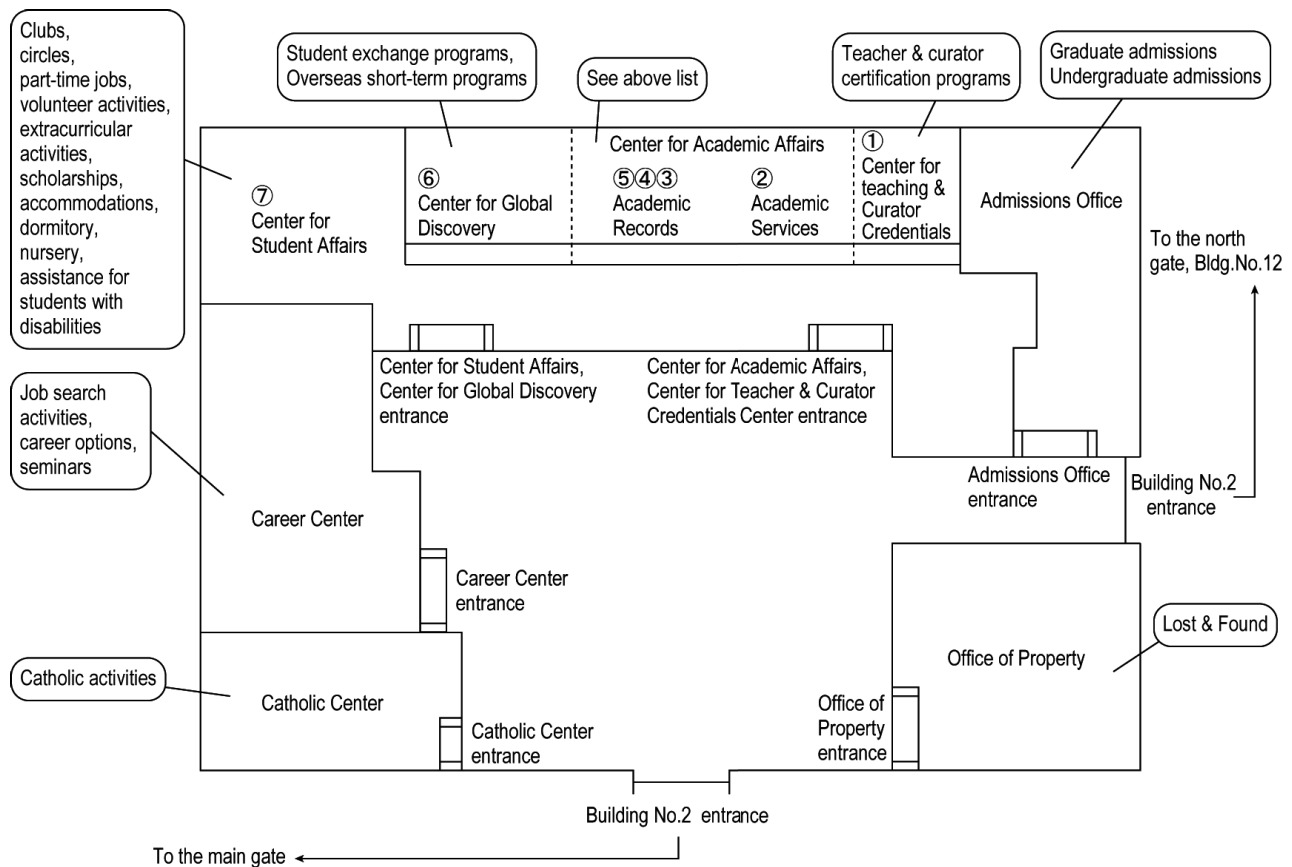 Clubs,
circles,
part-time jobs,
volunteer activities,
extracurricular
activities,
scholarships,
accommodations,
dormitory,
nursery,
assistance for
students with
disabilities
Student exchange programs,
Overseas short-term programs
See above list
Teacher & curator
certification programs
Graduate admissions
Undergraduate admissions
⑦
Center for
Student Affairs
⑥
Center for Global
Discovery
Center for Academic Affairs
⑤④③
Academic
Records
②
Academic
Services
①
Center for
teaching &
Curator
Credentials
Admissions Office
To the north
gate, Bldg.No.12
Center for Student Affairs,
Center for Global Discovery
entrance
Center for Academic Affairs,
Center for Teacher & Curator
Credentials Center entrance
Job search
activities,
career options,
seminars
Admissions Office
entrance
Building No.2
entrance
Career Center
Career Center
entrance
Lost & Found
Office of Property
Catholic activities
Catholic Center
Catholic Center
entrance
Office of
Property
entrance
Building No.2 entrance
To the main gate